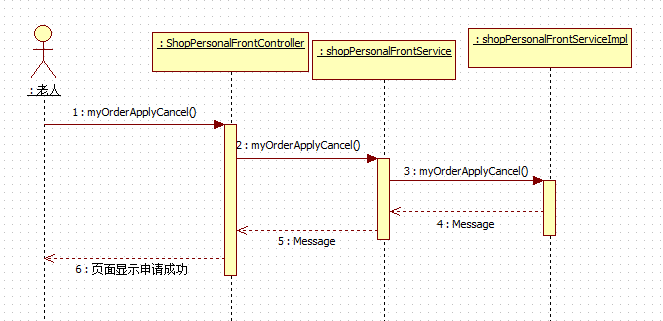 : ShopPersonalFrontController
: shopPersonalFrontService
: shopPersonalFrontServiceImpl
: 老人
1 : myOrderApplyCancel()
2 : myOrderApplyCancel()
3 : myOrderApplyCancel()
4 : Message
5 : Message
6 : 页面显示申请成功